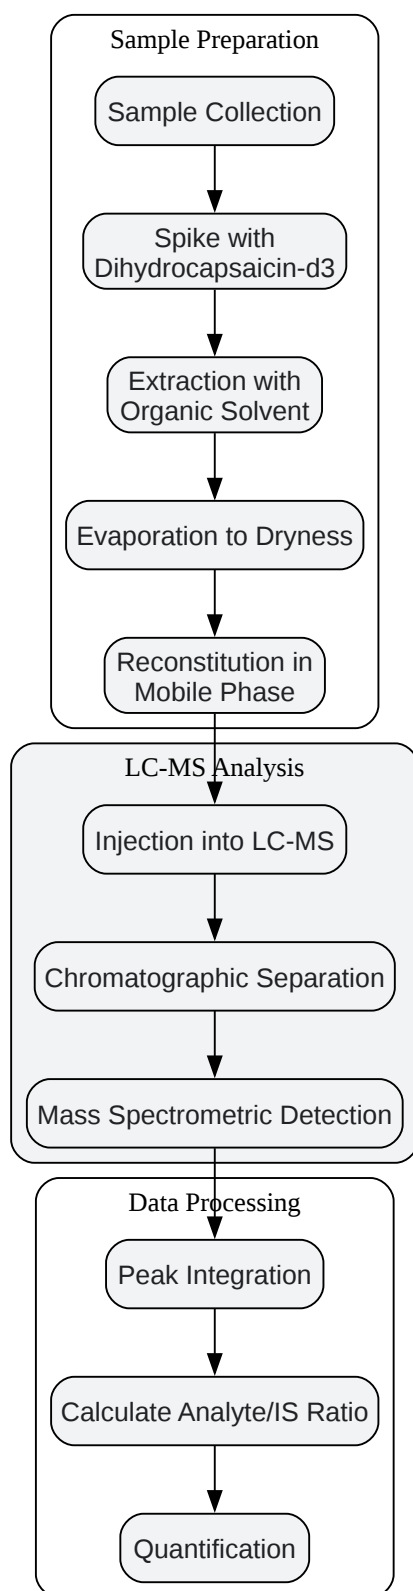 Sample Preparation
Sample Collection
Spike with
Dihydrocapsaicin-d3
Extraction with
Organic Solvent
Evaporation to Dryness
Reconstitution in
Mobile Phase
LC-MS Analysis
Injection into LC-MS
Chromatographic Separation
Mass Spectrometric Detection
Data Processing
Peak Integration
Calculate Analyte/IS Ratio
Quantification